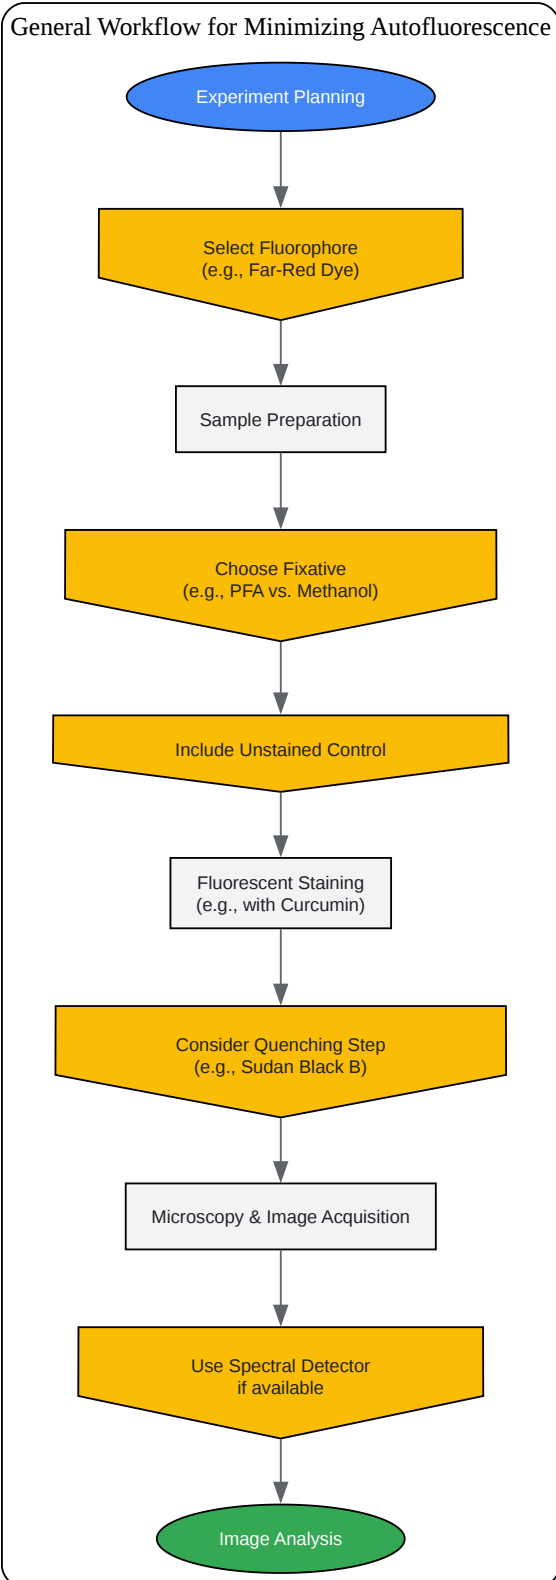 General Workflow for Minimizing Autofluorescence
Experiment Planning
Select Fluorophore
(e.g., Far-Red Dye)
Sample Preparation
Choose Fixative
(e.g., PFA vs. Methanol)
Include Unstained Control
Fluorescent Staining
(e.g., with Curcumin)
Consider Quenching Step
(e.g., Sudan Black B)
Microscopy & Image Acquisition
Use Spectral Detector
if available
Image Analysis